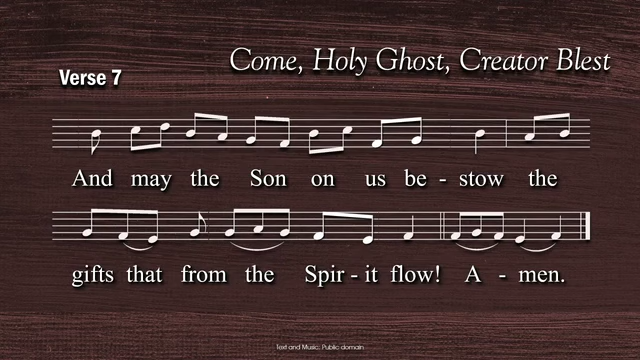 Come, Holy Ghost, Creator Blest
Verse 7
And may the Son on us be - stow the
gifts that from the Spir - it flow! A - men.
Text and Music: Public domain